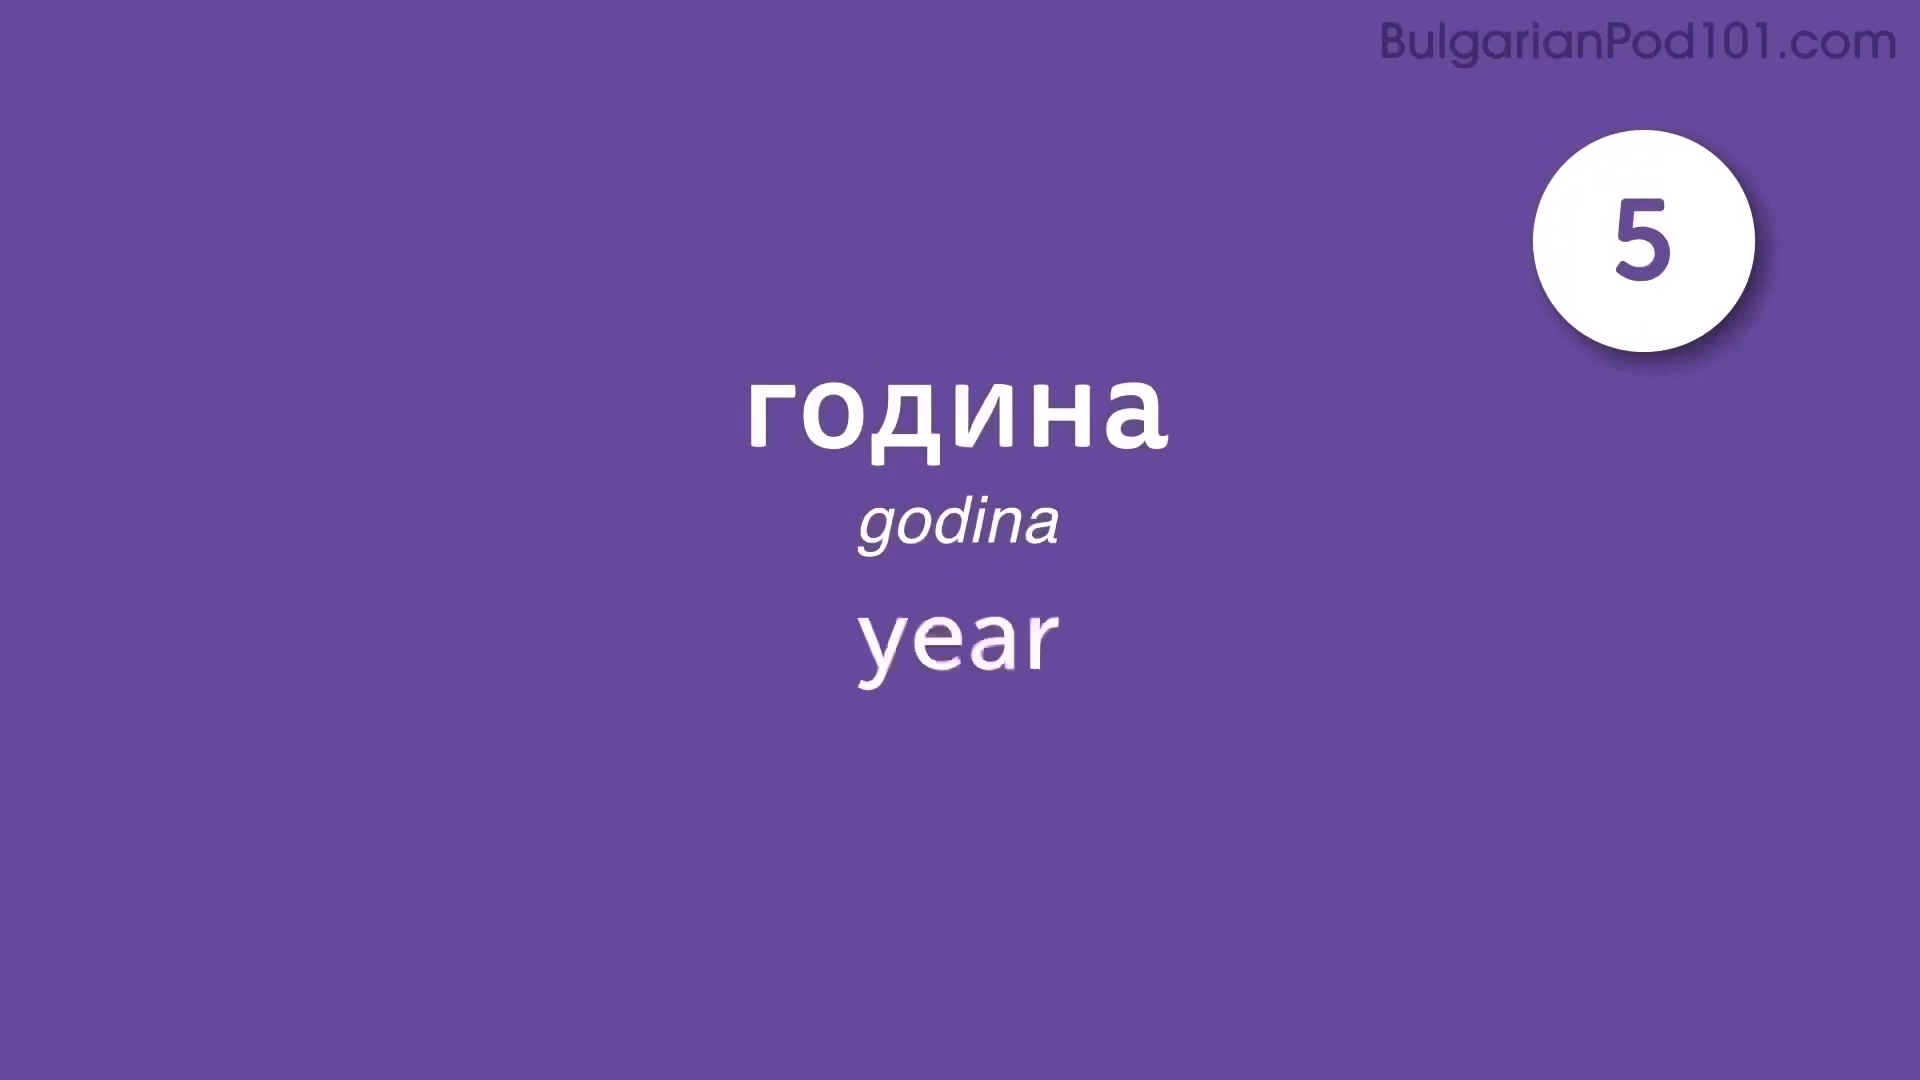 BulgarianPod101.com
5
година
godina
year